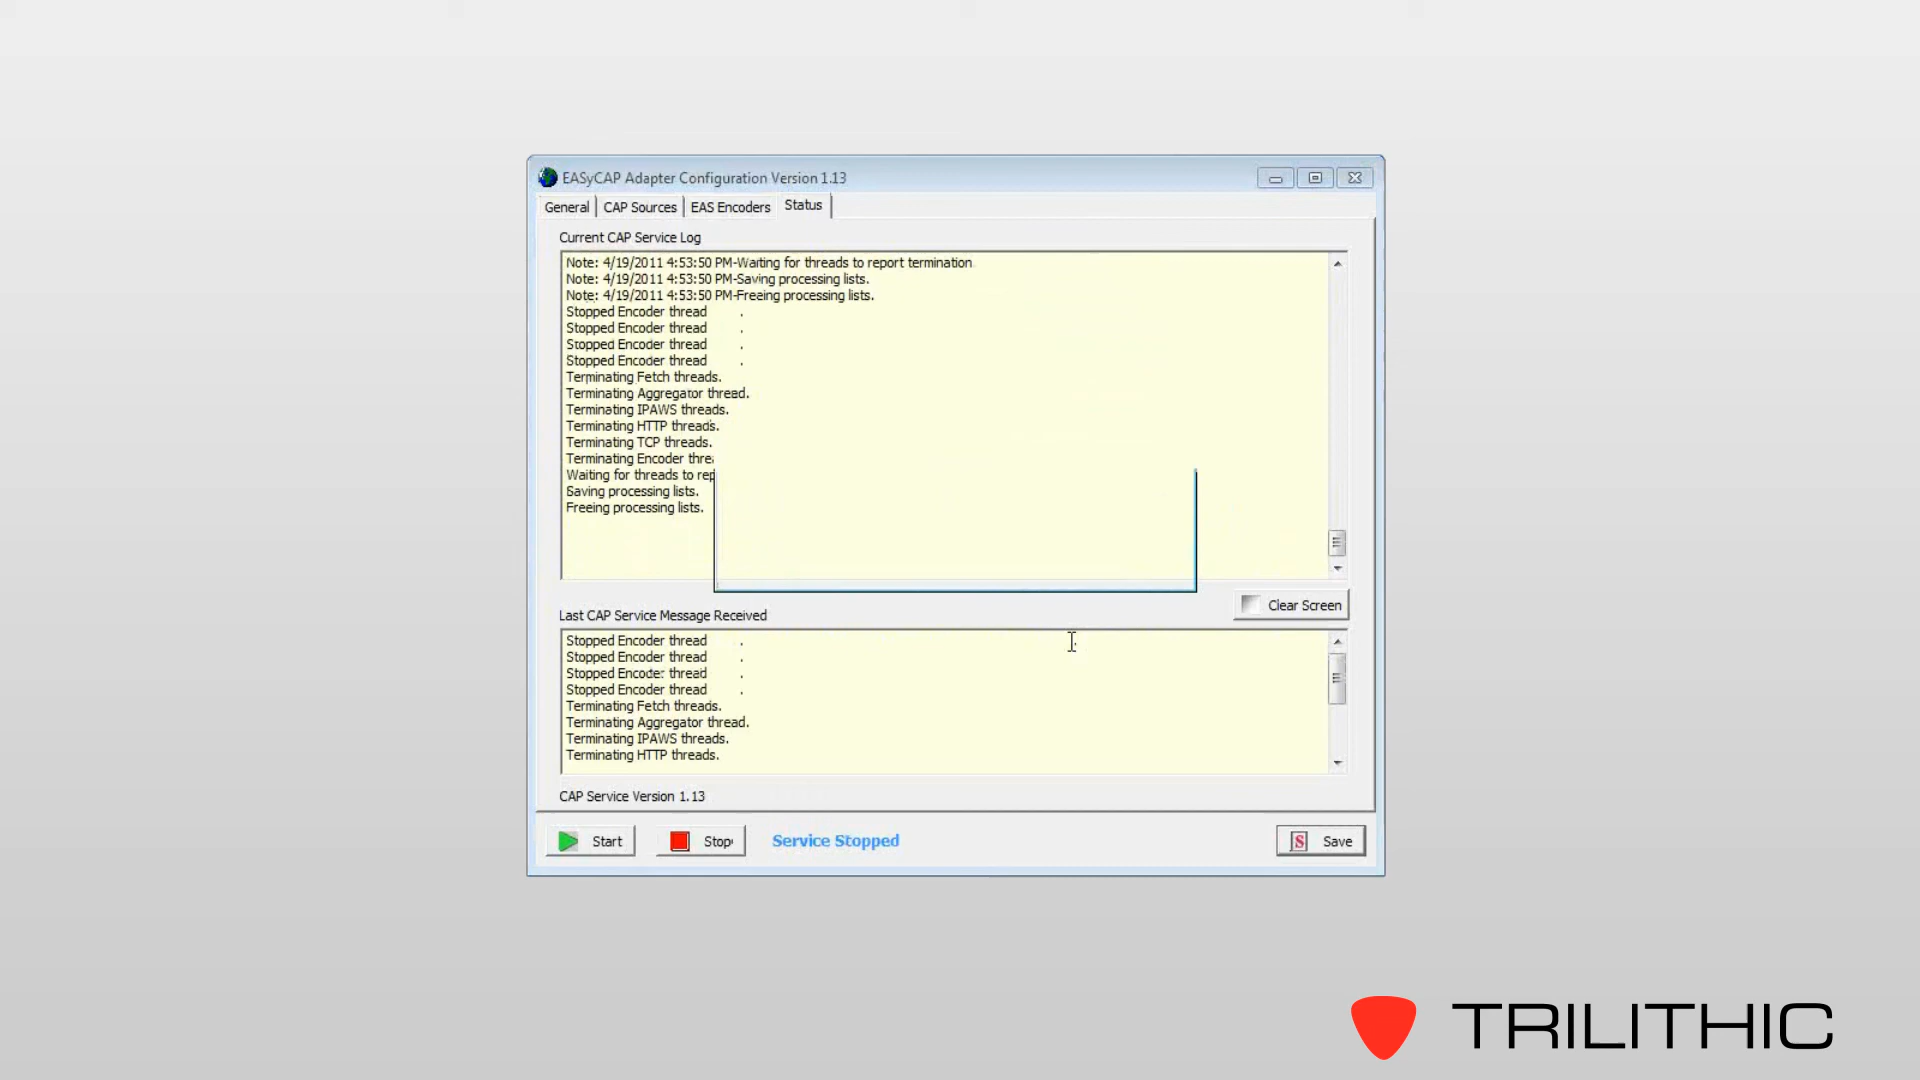 EASyCAP Adapter Configuration Version 1.13
General CAP Sources EAS Encoders Status
Current CAP Service Log
Note: 4/19/2011 4:53:50 PM-Waiting for threads to report termination
Note: 4/19/2011 4:53:50 PM-Saving processing lists.
Note: 4/19/2011 4:53:50 PM-Freeing processing lists.
Stopped Encoder thread .
Stopped Encoder thread .
Stopped Encoder thread .
Stopped Encoder thread .
Terminating Fetch threads.
Terminating Aggregator thread.
Terminating IPAWS threads.
Terminating HTTP threads.
Terminating TCP threads.
Terminating Encoder threa
Waiting for threads to rep
Saving processing lists.
Freeing processing lists.
Clear Screen
Last CAP Service Message Received
Stopped Encoder thread .
Stopped Encoder thread .
Stopped Encoder thread .
Stopped Encoder thread .
Terminating Fetch threads.
Terminating Aggregator thread.
Terminating IPAWS threads.
Terminating HTTP threads.
CAP Service Version 1.13
Start Stop Service Stopped S Save
TRILITHIC